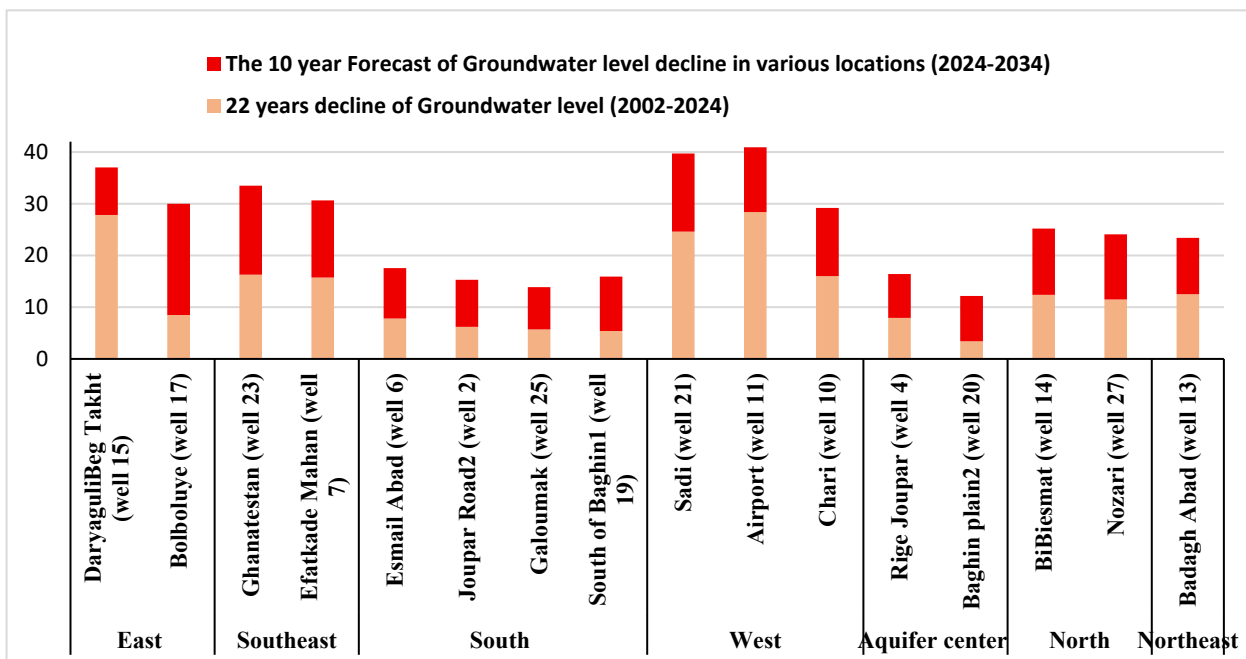 The 10 year Forecast of Groundwater level decline in various locations (2024-2034)
22 years decline of Groundwater level (2002-2024)
40
30
20
10
0
DaryaguliBeg Takht
(well 15)
Bolboluye (well 17)
Ghanatestan (well 23)
Efatkade Mahan (well
7)
Esmail Abad (well 6)
Joupar Road2 (well 2)
Galoumak (well 25)
South of Baghin1 (well
19)
Sadi (well 21)
Airport (well 11)
Chari (well 10)
Rige Joupar (well 4)
Baghin plain2 (well 20)
BiBiesmat (well 14)
Nozari (well 27)
Badagh Abad (well 13)
East
Southeast
South
West
Aquifer center
North
Northeast